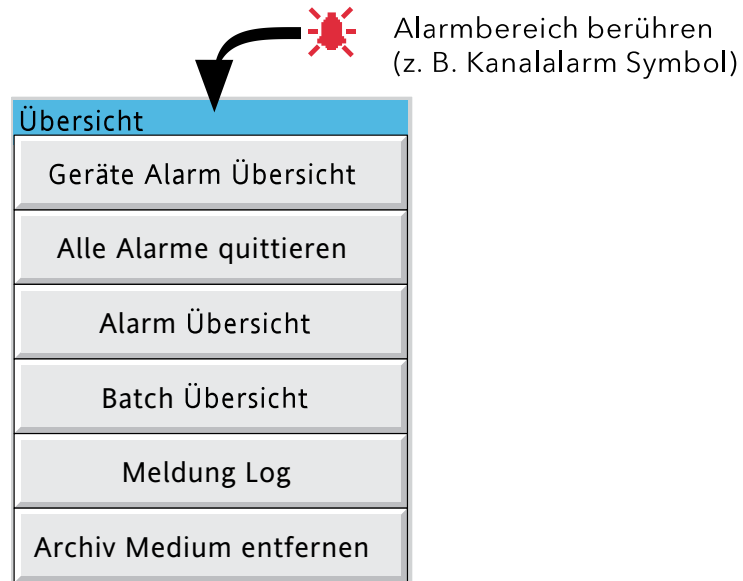 Alarmbereich berühren
(z. B. Kanalalarm Symbol)
Übersicht
Geräte Alarm Übersicht
Alle Alarme quittieren
Alarm Übersicht
Batch Übersicht
Meldung Log
Archiv Medium entfernen